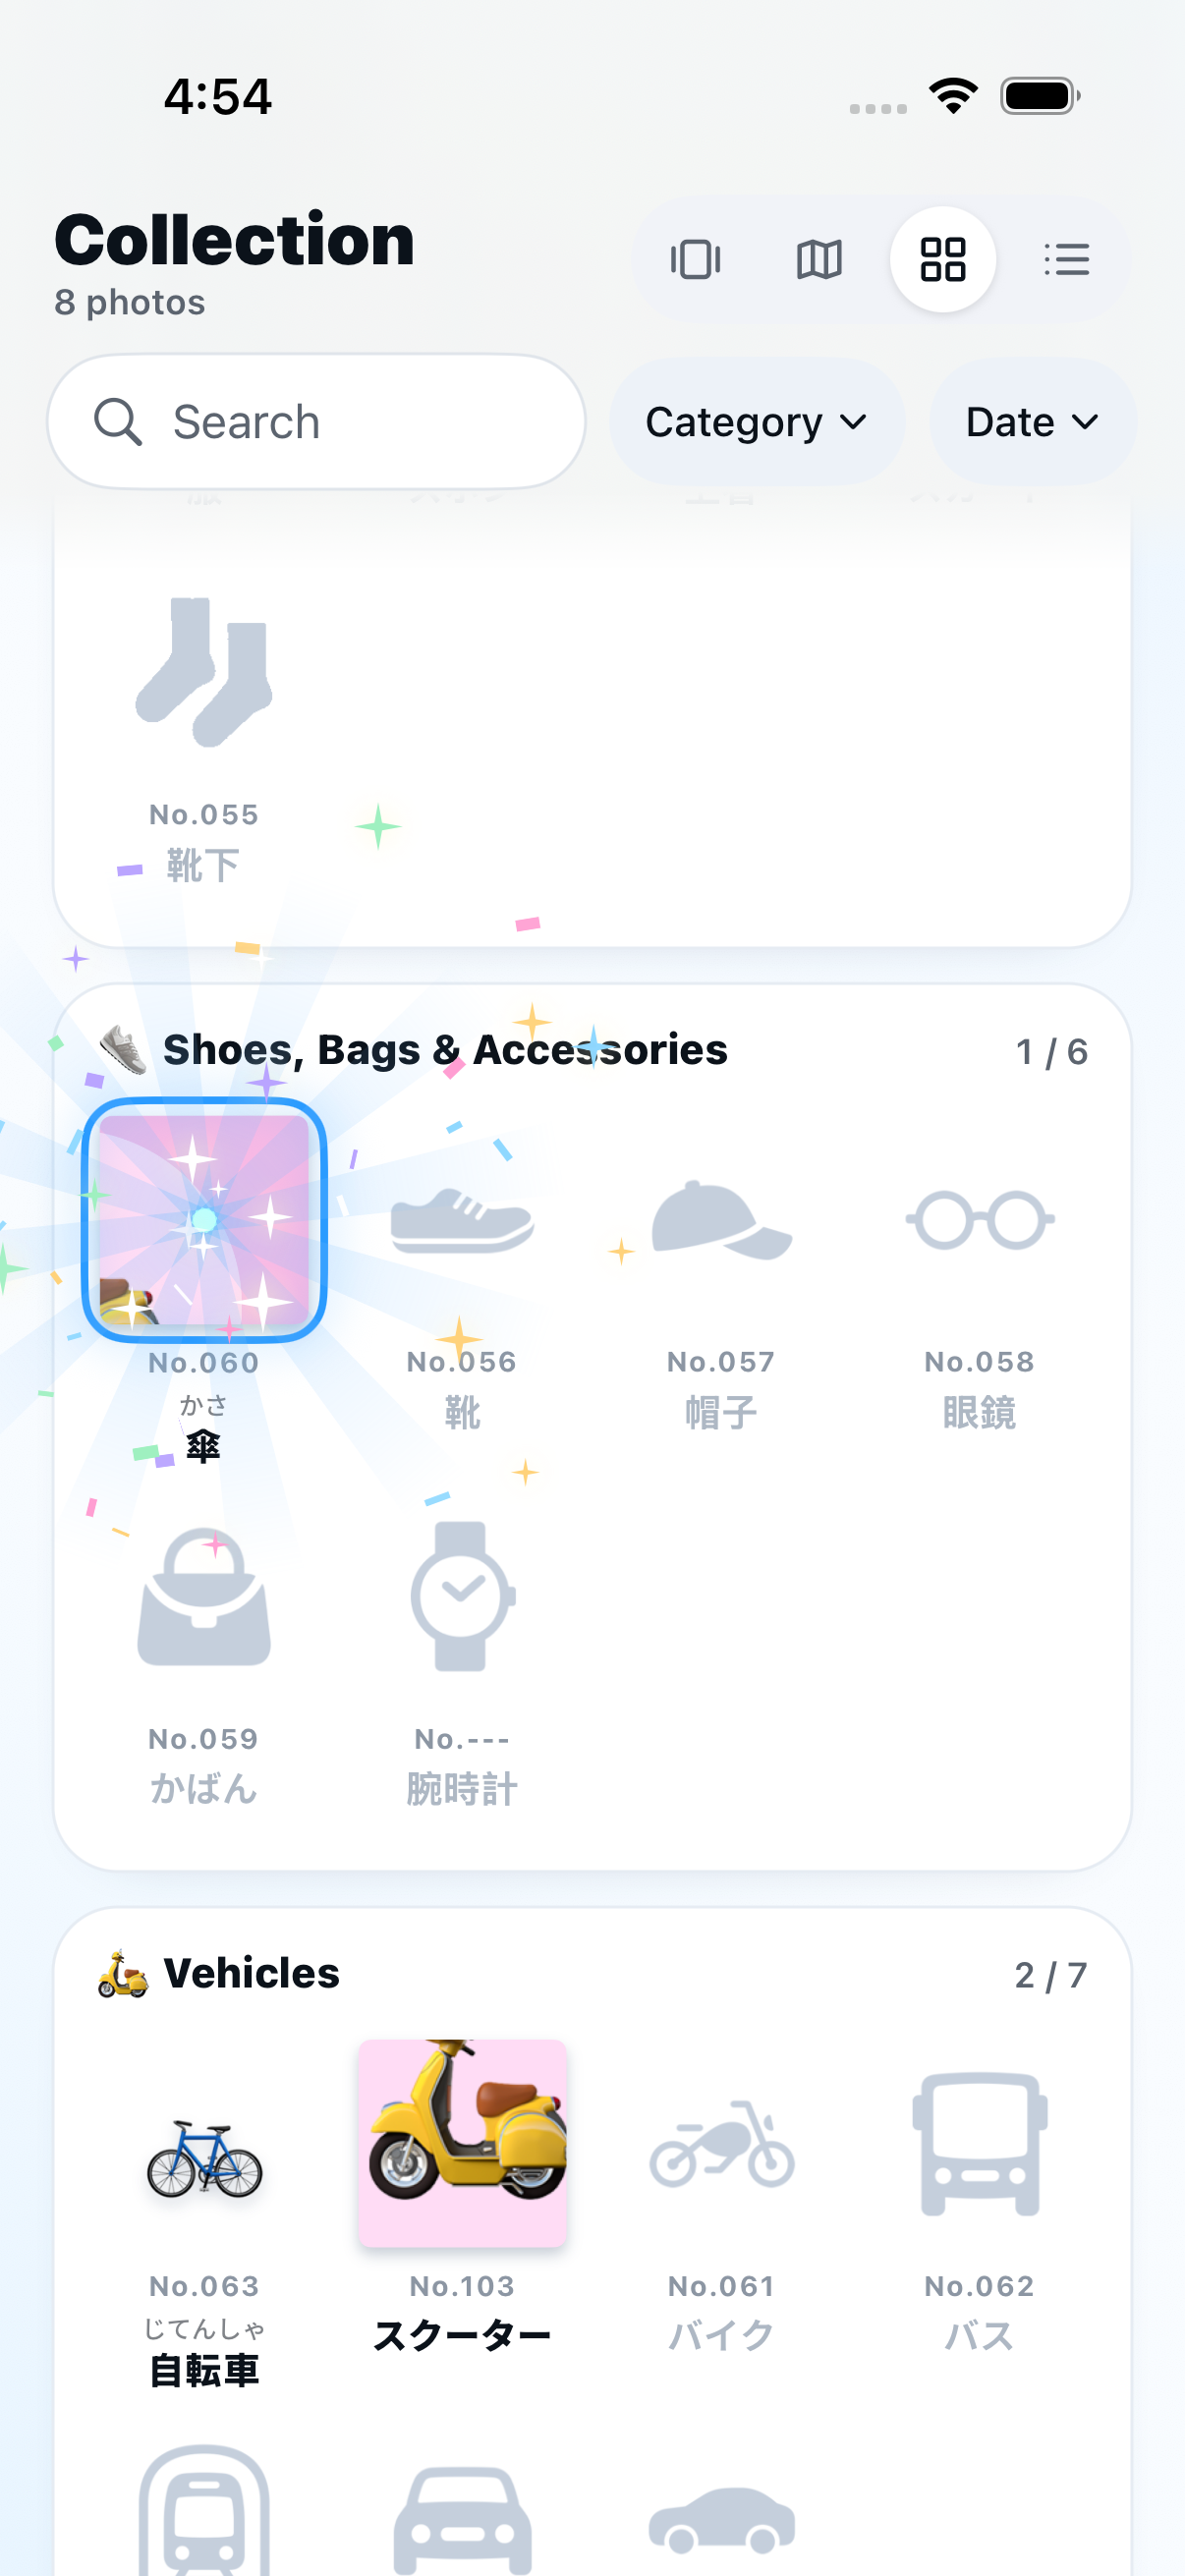 4:54
Collection
8 photos
Search
Category
Date
No.055
靴下
Shoes, Bags & Accessories
1 / 6
No.060
かさ
傘
No.056
靴
No.057
帽子
No.058
眼鏡
No.059
かばん
No.---
腕時計
Vehicles
2 / 7
No.063
じてんしゃ
自転車
No.103
スクーター
No.061
バイク
No.062
バス